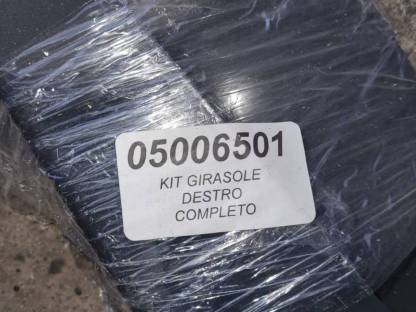 05006501
KIT GIRASOLE
DESTRO
COMPLETO